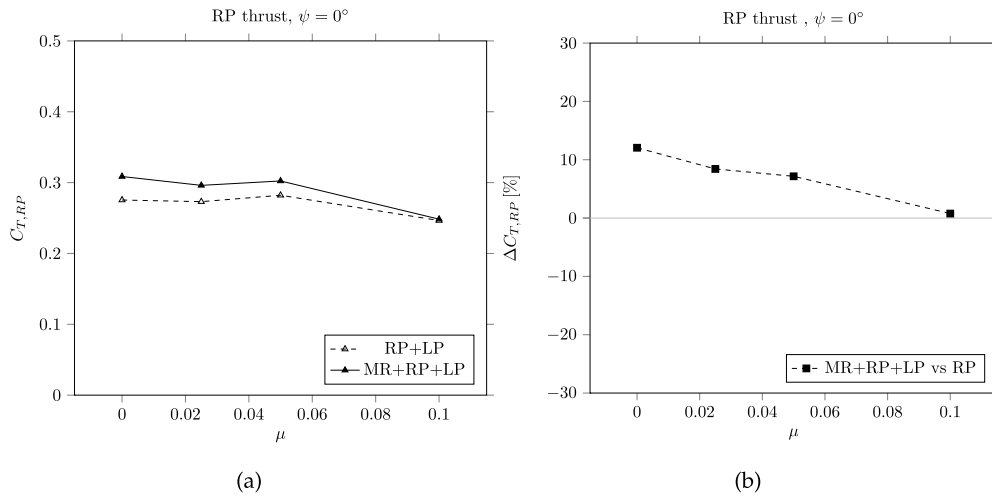 RP thrust, ψ = 0°
0.5
0.4
0.3
0.2
0.1
0
C_{T,RP}
0 0.02 0.04 0.06 0.08 0.1
μ
RP+LP
MR+RP+LP
(a)
RP thrust , ψ = 0°
30
20
10
0
−10
−20
−30
ΔC_{T,RP} [%]
0 0.02 0.04 0.06 0.08 0.1
μ
MR+RP+LP vs RP
(b)